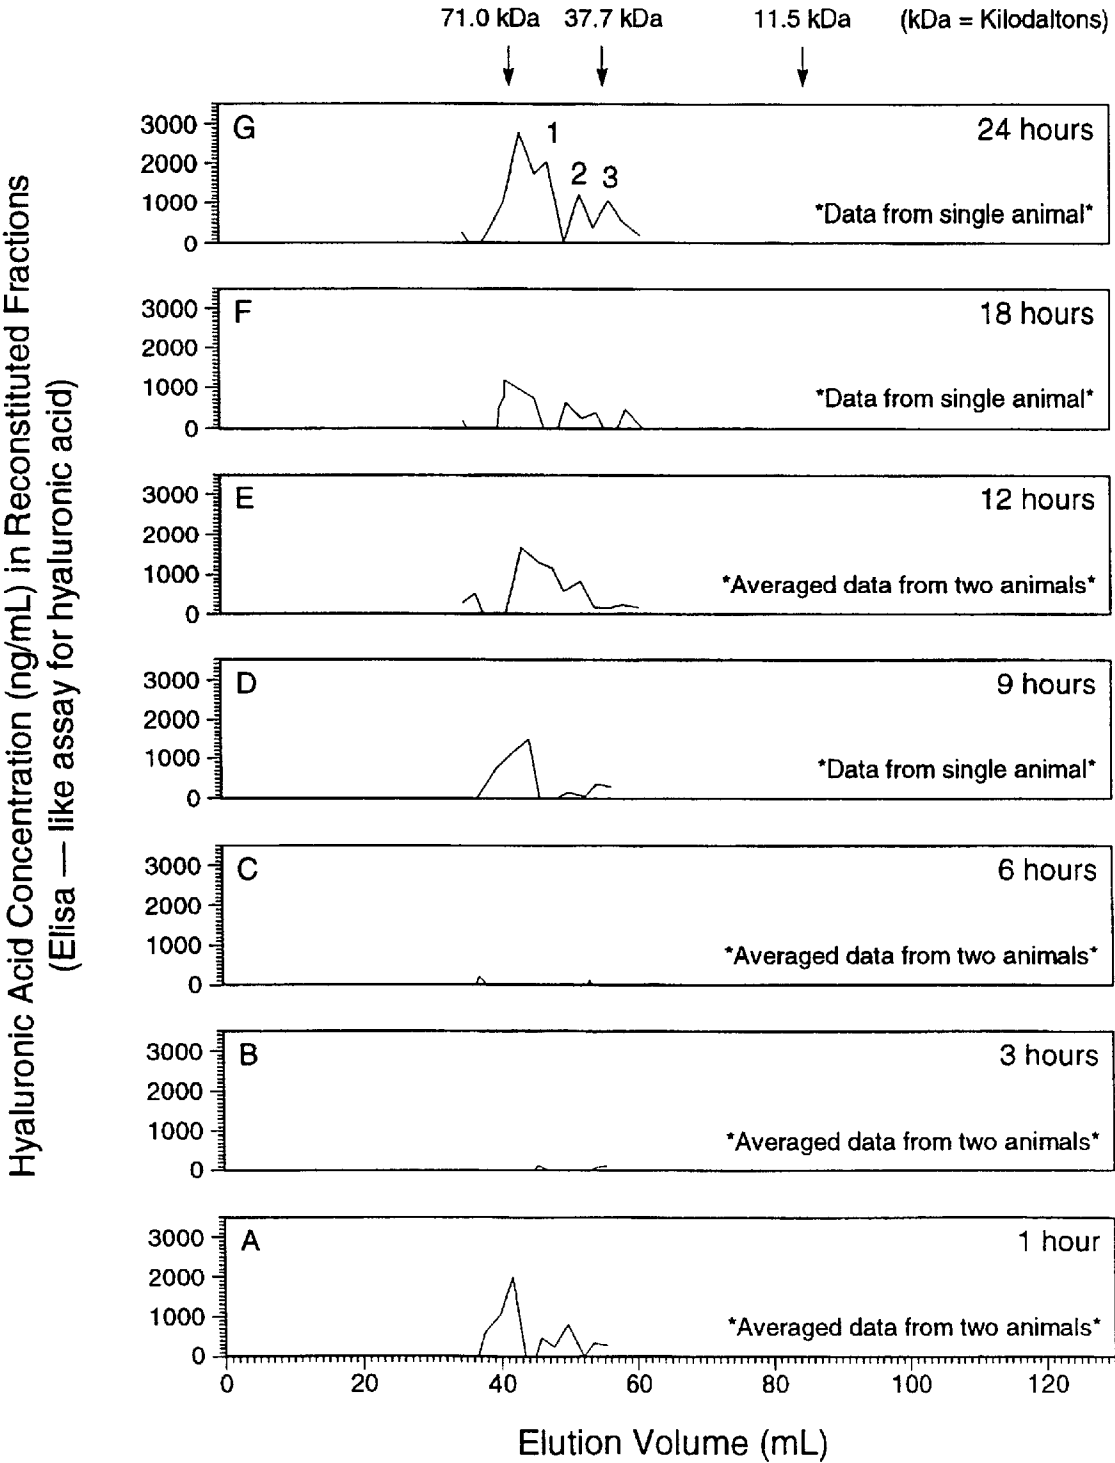 71.0 kDa 37.7 kDa 11.5 kDa (kDa = Kilodaltons)
Hyaluronic Acid Concentration (ng/mL) in Reconstituted Fractions
(Elisa — like assay for hyaluronic acid)
G 24 hours
3000
1
2000
2 3
1000
*Data from single animal*
0
F 18 hours
3000
2000
1000
*Data from single animal*
0
E 12 hours
3000
2000
1000
*Averaged data from two animals*
0
D 9 hours
3000
2000
1000
*Data from single animal*
0
C 6 hours
3000
2000
1000
*Averaged data from two animals*
0
B 3 hours
3000
2000
1000
*Averaged data from two animals*
0
A 1 hour
3000
2000
1000
*Averaged data from two animals*
0
0 20 40 60 80 100 120
Elution Volume (mL)